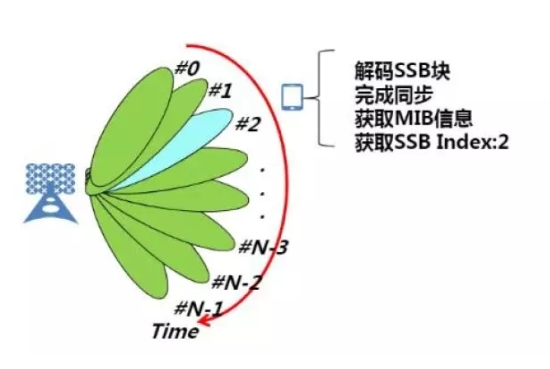 #0
#1
#2
.
.
.
#N-3
#N-2
#N-1
Time
解码SSB块
完成同步
获取MIB信息
获取SSB Index:2